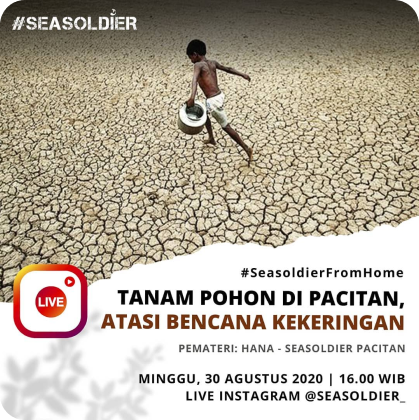 #SEASOLDIER
#SeasoldierFromHome
LIVE
TANAM POHON DI PACITAN,
ATASI BENCANA KEKERINGAN
PEMATERI: HANA - SEASOLDIER PACITAN
MINGGU, 30 AGUSTUS 2020 | 16.00 WIB
LIVE INSTAGRAM @SEASOLDIER_